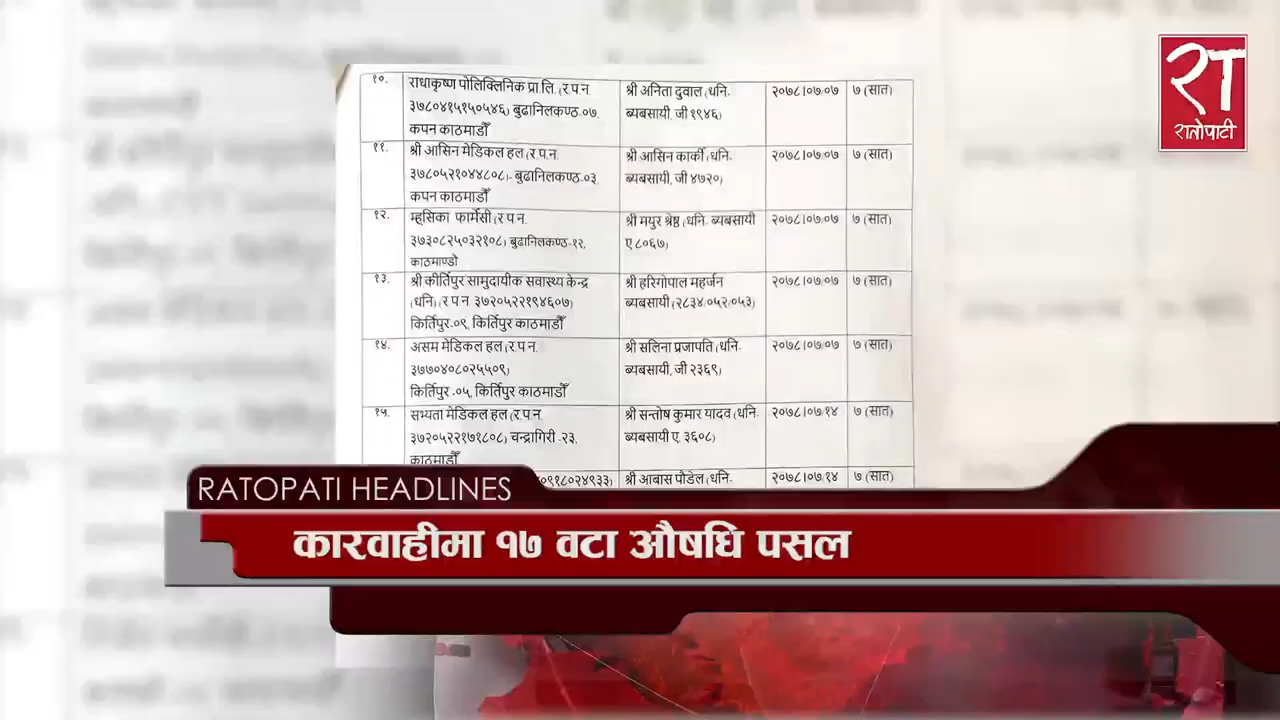 रा
रातोपाटी
१०. राधाकृष्ण पोलिक्लिनिक प्रा.लि. (र.प.न. श्री अनिता दुवाल (धनि- २०७८।०७।०७ ७ (सात)
३७८०४१५१५०५४६) बुढानिलकण्ठ-०७, ब्यबसायी, जी १९४६)
कपन काठमाडौँ
११. श्री आसिन मेडिकल हल (र.प.न. श्री आसिन कार्की (धनि- २०७८।०७।०७ ७ (सात)
३७८०५२१०४४८०८)- बुढानिलकण्ठ-०३, ब्यबसायी, जी ४७२०)
कपन काठमाडौँ
१२. म्हसिका फार्मेसी (र.प.न. श्री मयुर श्रेष्ठ (धनि- ब्यबसायी २०७८।०७।०७ ७ (सात)
३७३०८२५०३२१०८) बुढानिलकण्ठ-१२, ए ८०६७)
काठमाण्डो
१३. श्री कीर्तिपुर सामुदायीक सवास्थ्य केन्द्र श्री हरिगोपाल महर्जन २०७८।०७।०७ ७ (सात)
(धनि) (र.प.न. ३७२०५२२१९४६०७) ब्यबसायी (२८३४/०५२/०५३)
किर्तिपुर-०९, किर्तिपुर काठमाडौँ
१४. असम मेडिकल हल (र.प.न. श्री सलिना प्रजापति (धनि- २०७८।०७।०७ ७ (सात)
३७७०४०८०२५५०९) ब्यबसायी, जी २३६९)
किर्तिपुर -०५, किर्तिपुर काठमाडौँ
१५. सभ्यता मेडिकल हल (र.प.न. श्री सन्तोष कुमार यादव (धनि- २०७८।०७।१४ ७ (सात)
३७२०५२२१७१८०८) चन्द्रागिरी -२३, ब्यबसायी ए. ३६०८)
काठमाडौँ
०९१८०२४९३३) श्री आबास पौडेल (धनि- २०७८।०७।१४ ७ (सात)
RATOPATI HEADLINES
कारवाहीमा १७ वटा औषधि पसल